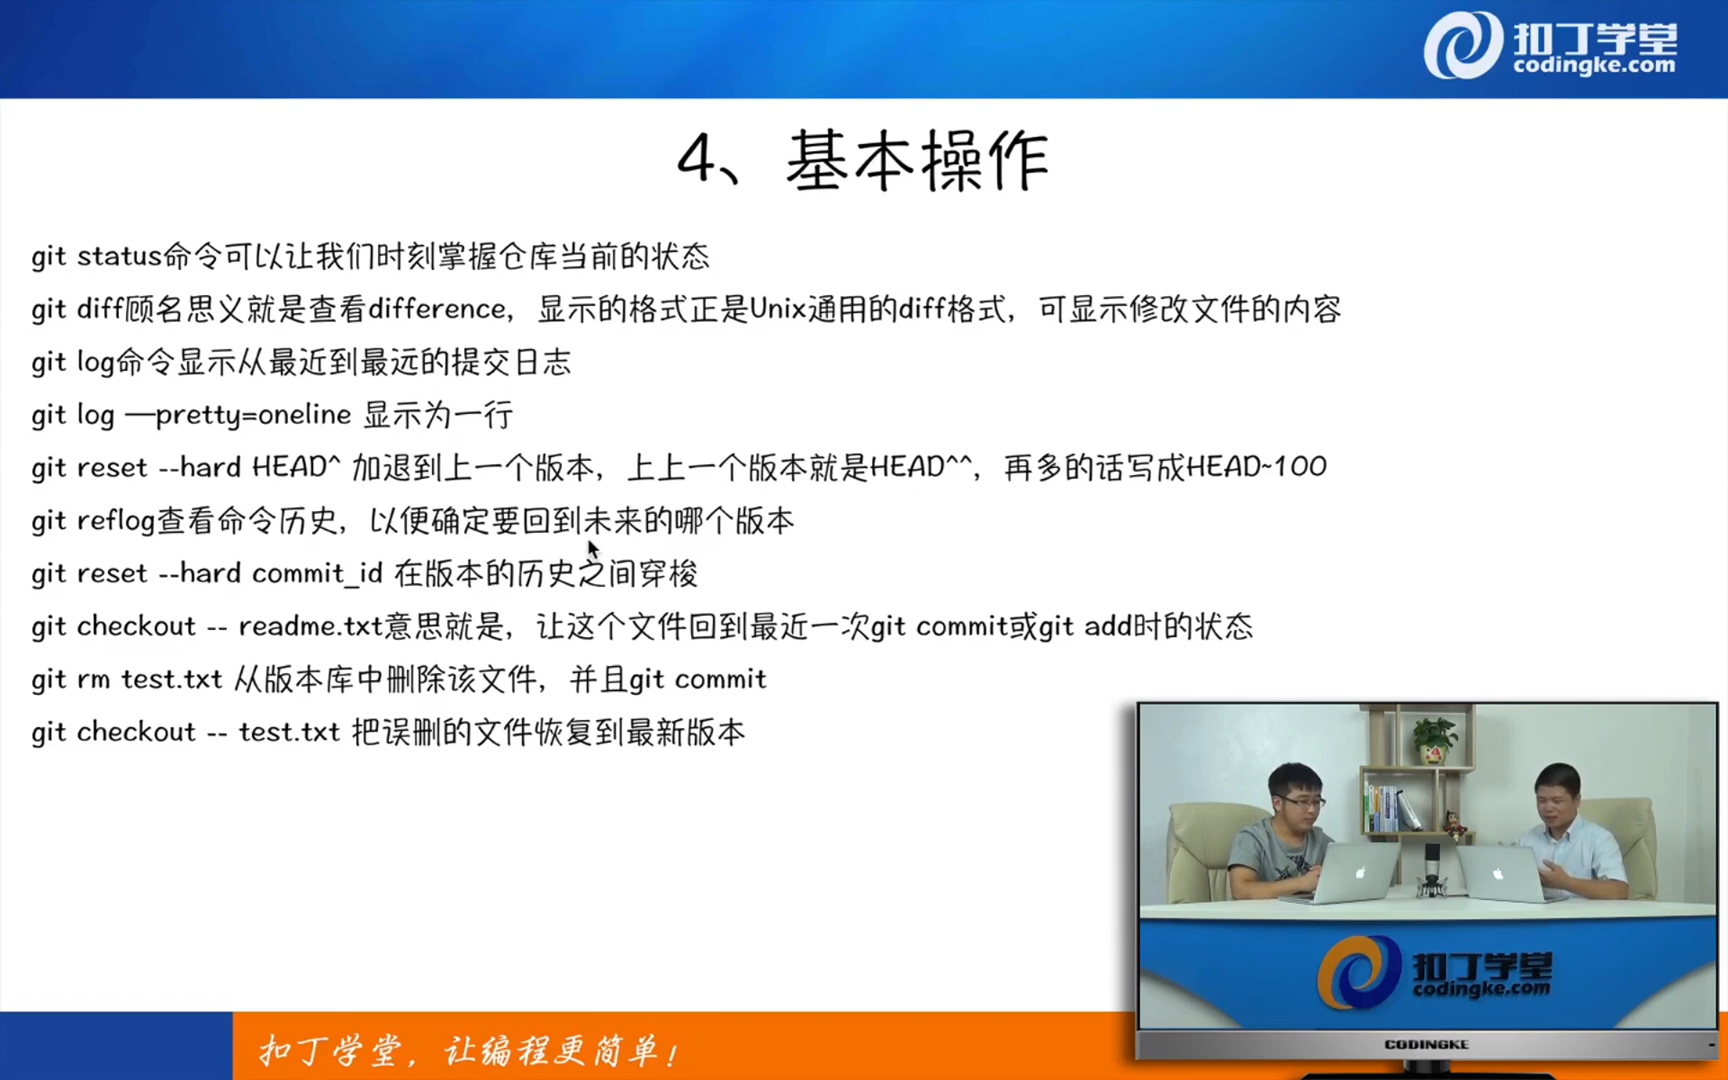 扣丁学堂
codingke.com
4、基本操作
git status命令可以让我们时刻掌握仓库当前的状态
git diff顾名思义就是查看difference，显示的格式正是Unix通用的diff格式，可显示修改文件的内容
git log命令显示从最近到最远的提交日志
git log —pretty=oneline 显示为一行
git reset --hard HEAD^ 加退到上一个版本，上上一个版本就是HEAD^^，再多的话写成HEAD~100
git reflog查看命令历史，以便确定要回到未来的哪个版本
git reset --hard commit_id 在版本的历史之间穿梭
git checkout -- readme.txt意思就是，让这个文件回到最近一次git commit或git add时的状态
git rm test.txt 从版本库中删除该文件，并且git commit
git checkout -- test.txt 把误删的文件恢复到最新版本
扣丁学堂
codingke.com
CODINGKE
扣丁学堂，让编程更简单！